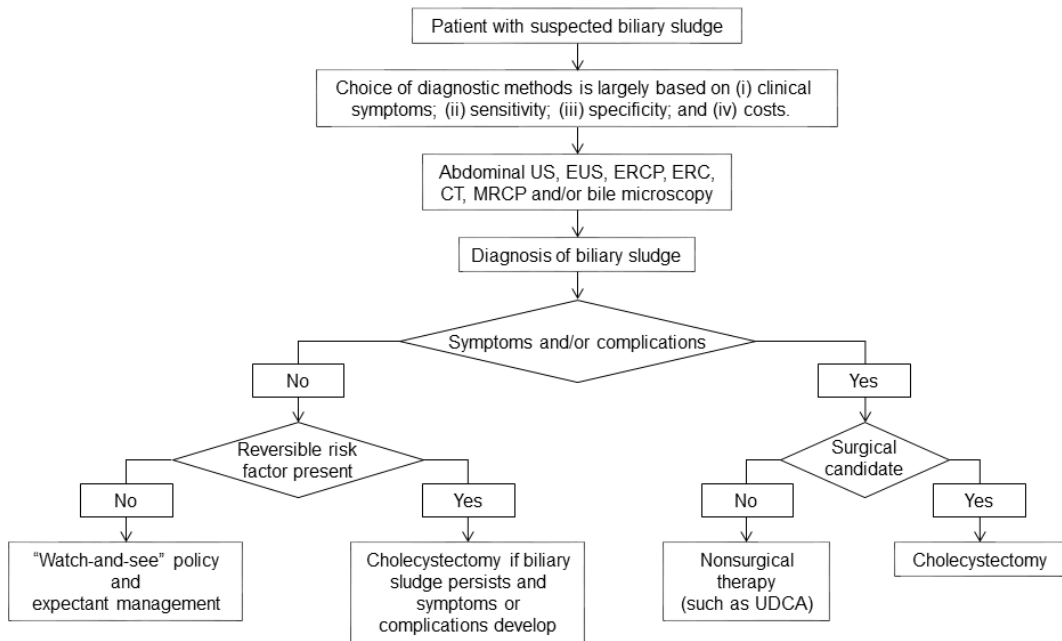 Patient with suspected biliary sludge
Choice of diagnostic methods is largely based on (i) clinical
symptoms; (ii) sensitivity; (iii) specificity; and (iv) costs.
Abdominal US, EUS, ERCP, ERC,
CT, MRCP and/or bile microscopy
Diagnosis of biliary sludge
Symptoms and/or complications
No
Yes
Reversible risk
factor present
Surgical
candidate
No
Yes
No
Yes
“Watch-and-see” policy
and
expectant management
Cholecystectomy if biliary
sludge persists and
symptoms or
complications develop
Nonsurgical
therapy
(such as UDCA)
Cholecystectomy